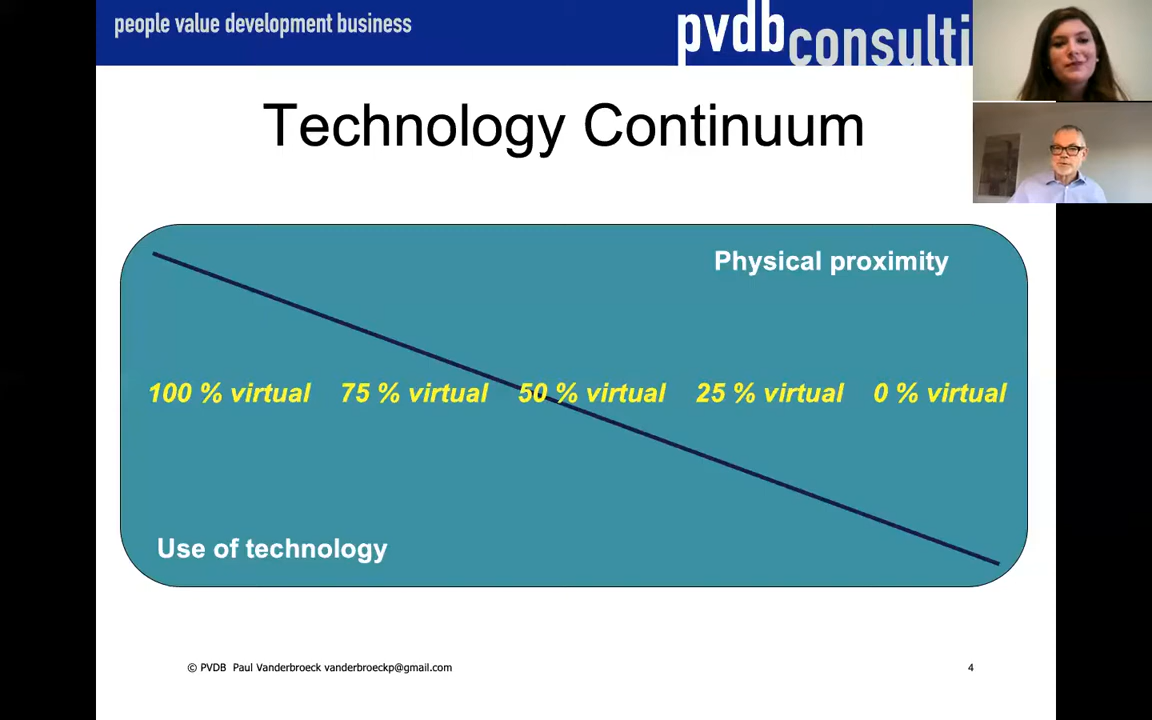 people value development business
pvdbconsulti
Technology Continuum
Physical proximity
100 % virtual 75 % virtual 50 % virtual 25 % virtual 0 % virtual
Use of technology
© PVDB Paul Vanderbroeck vanderbroeckp@gmail.com
4